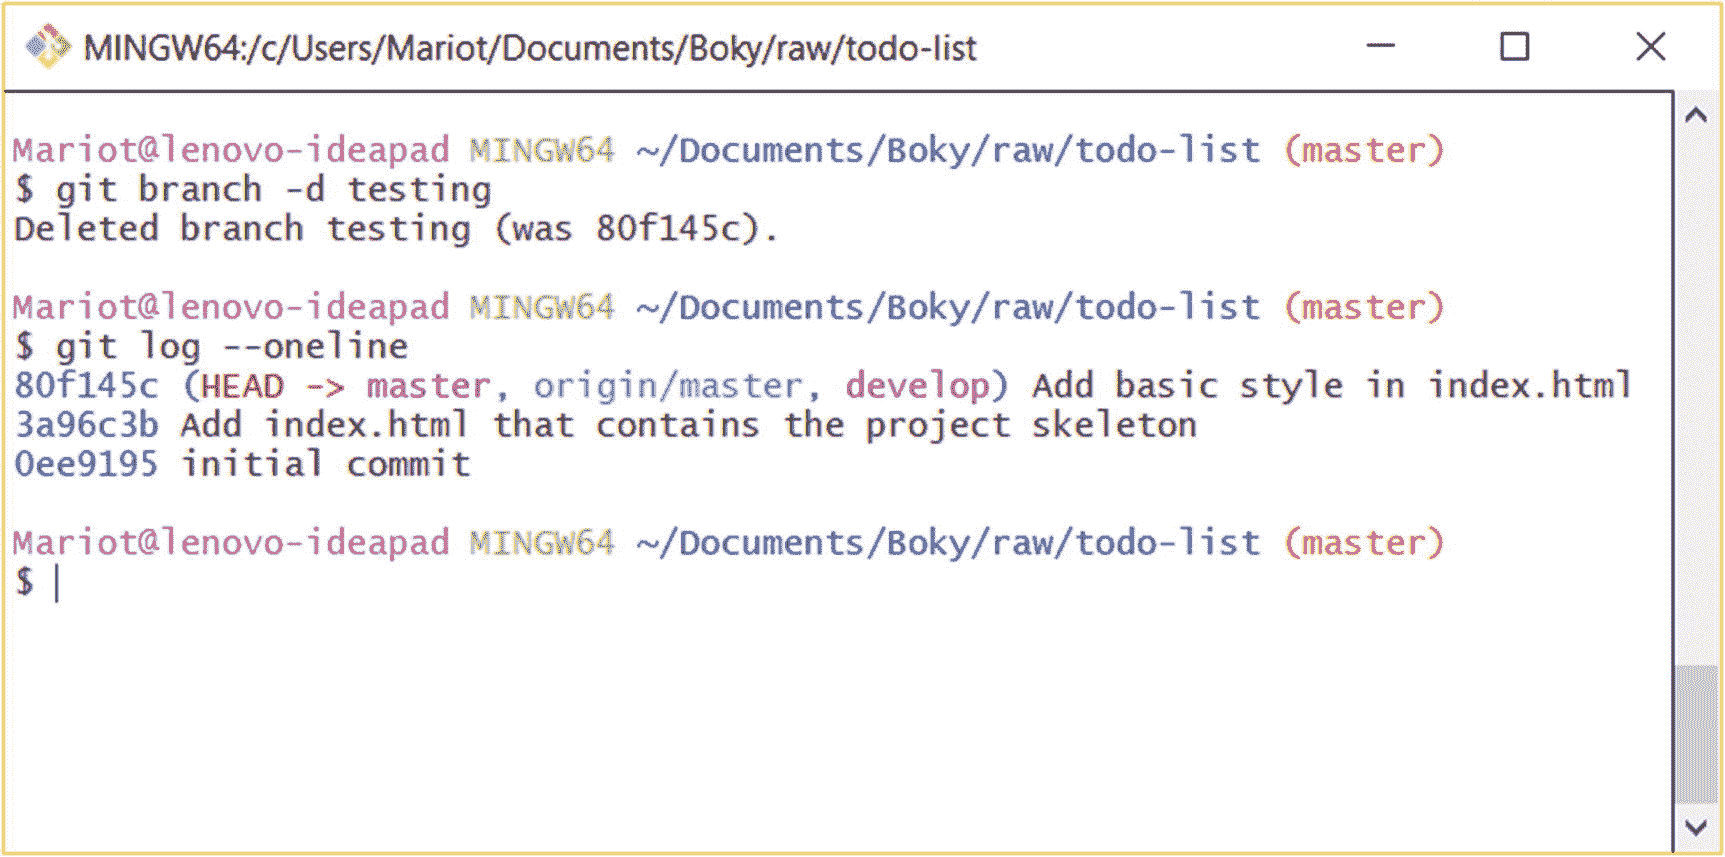 MINGW64:/c/Users/Mariot/Documents/Boky/raw/todo-list
Mariot@lenovo-ideapad MINGW64 ~/Documents/Boky/raw/todo-list (master)
$ git branch -d testing
Deleted branch testing (was 80f145c).
Mariot@lenovo-ideapad MINGW64 ~/Documents/Boky/raw/todo-list (master)
$ git log --oneline
80f145c (HEAD -> master, origin/master, develop) Add basic style in index.html
3a96c3b Add index.html that contains the project skeleton
0ee9195 initial commit
Mariot@lenovo-ideapad MINGW64 ~/Documents/Boky/raw/todo-list (master)
$